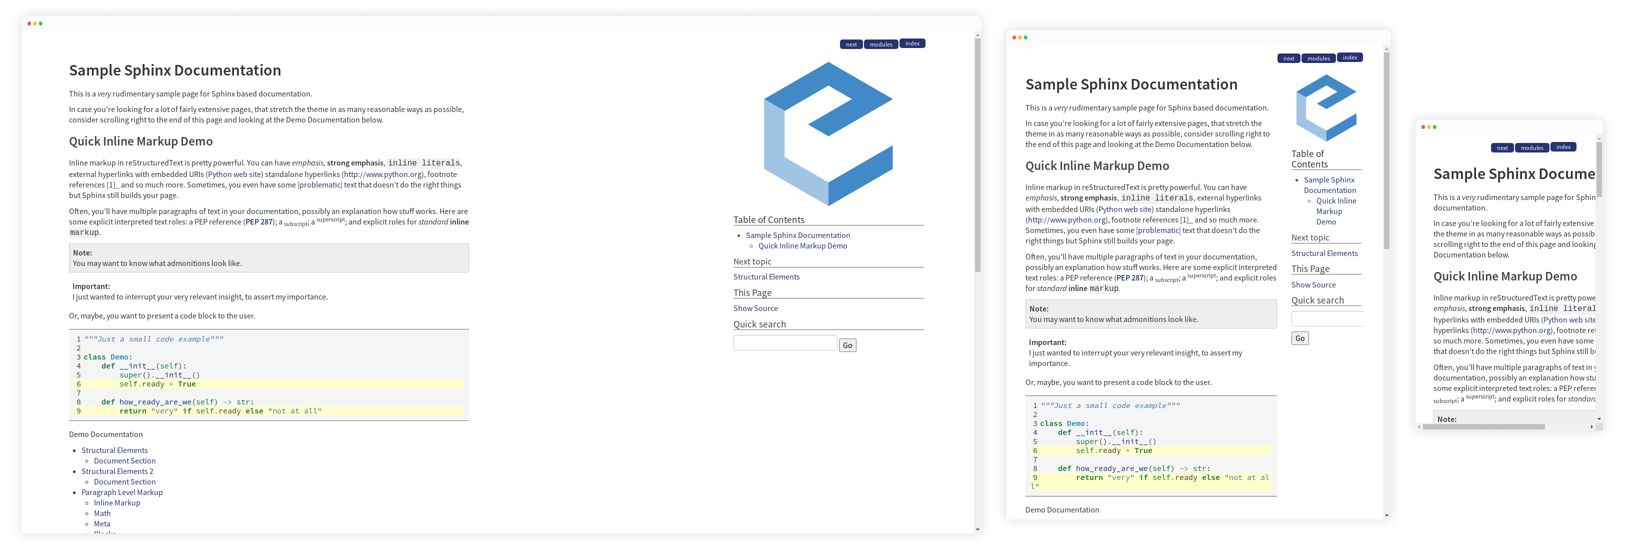 next modules index
Sample Sphinx Documentation
This is a very rudimentary sample page for Sphinx based documentation.
In case you're looking for a lot of fairly extensive pages, that stretch the theme in as many reasonable ways as possible,
consider scrolling right to the end of this page and looking at the Demo Documentation below.
Quick Inline Markup Demo
Inline markup in reStructuredText is pretty powerful. You can have emphasis, strong emphasis, inline literals,
external hyperlinks with embedded URIs (Python web site) standalone hyperlinks (http://www.python.org), footnote
references [1]_ and so much more. Sometimes, you even have some |problematic| text that doesn't do the right things
but Sphinx still builds your page.
Often, you'll have multiple paragraphs of text in your documentation, possibly an explanation how stuff works. Here are
some explicit interpreted text roles: a PEP reference (PEP 287); a subscript; a superscript, and explicit roles for standard inline
markup.
Note:
You may want to know what admonitions look like.
Important:
I just wanted to interrupt your very relevant insight, to assert my importance.
Or, maybe, you want to present a code block to the user.
1 """Just a small code example"""
2
3 class Demo:
4 def __init__(self):
5 super().__init__()
6 self.ready = True
7
8 def how_ready_are_we(self) -> str:
9 return "very" if self.ready else "not at all"
Demo Documentation
• Structural Elements
◦ Document Section
• Structural Elements 2
◦ Document Section
• Paragraph Level Markup
◦ Inline Markup
◦ Math
◦ Meta
Table of Contents
• Sample Sphinx Documentation
◦ Quick Inline Markup Demo
Next topic
Structural Elements
This Page
Show Source
Quick search
Go
next modules index
Sample Sphinx Documentation
This is a very rudimentary sample page for Sphinx based documentation.
In case you're looking for a lot of fairly extensive pages, that stretch the
theme in as many reasonable ways as possible, consider scrolling right to
the end of this page and looking at the Demo Documentation below.
Quick Inline Markup Demo
Inline markup in reStructuredText is pretty powerful. You can have
emphasis, strong emphasis, inline literals, external hyperlinks
with embedded URIs (Python web site) standalone hyperlinks
(http://www.python.org), footnote references [1]_ and so much more.
Sometimes, you even have some |problematic| text that doesn't do the
right things but Sphinx still builds your page.
Often, you'll have multiple paragraphs of text in your documentation,
possibly an explanation how stuff works. Here are some explicit interpreted
text roles: a PEP reference (PEP 287); a subscript; a superscript, and explicit roles
for standard inline markup.
Note:
You may want to know what admonitions look like.
Important:
I just wanted to interrupt your very relevant insight, to assert my
importance.
Or, maybe, you want to present a code block to the user.
1 """Just a small code example"""
2
3 class Demo:
4 def __init__(self):
5 super().__init__()
6 self.ready = True
7
8 def how_ready_are_we(self) -> str:
9 return "very" if self.ready else "not at al
l"
Demo Documentation
Table of
Contents
• Sample Sphinx
Documentation
◦ Quick Inline
Markup
Demo
Next topic
Structural Elements
This Page
Show Source
Quick search
Go
next modules index
Sample Sphinx Docume
This is a very rudimentary sample page for Sphin
documentation.
In case you're looking for a lot of fairly extensive
the theme in as many reasonable ways as possib
scrolling right to the end of this page and looking
Documentation below.
Quick Inline Markup Demo
Inline markup in reStructuredText is pretty powe
emphasis, strong emphasis, inline literal
hyperlinks with embedded URIs (Python web site
hyperlinks (http://www.python.org), footnote ref
so much more. Sometimes, you even have some
that doesn't do the right things but Sphinx still b
Often, you'll have multiple paragraphs of text in y
documentation, possibly an explanation how stu
some explicit interpreted text roles: a PEP referen
subscript; a superscript, and explicit roles for standard
Note: